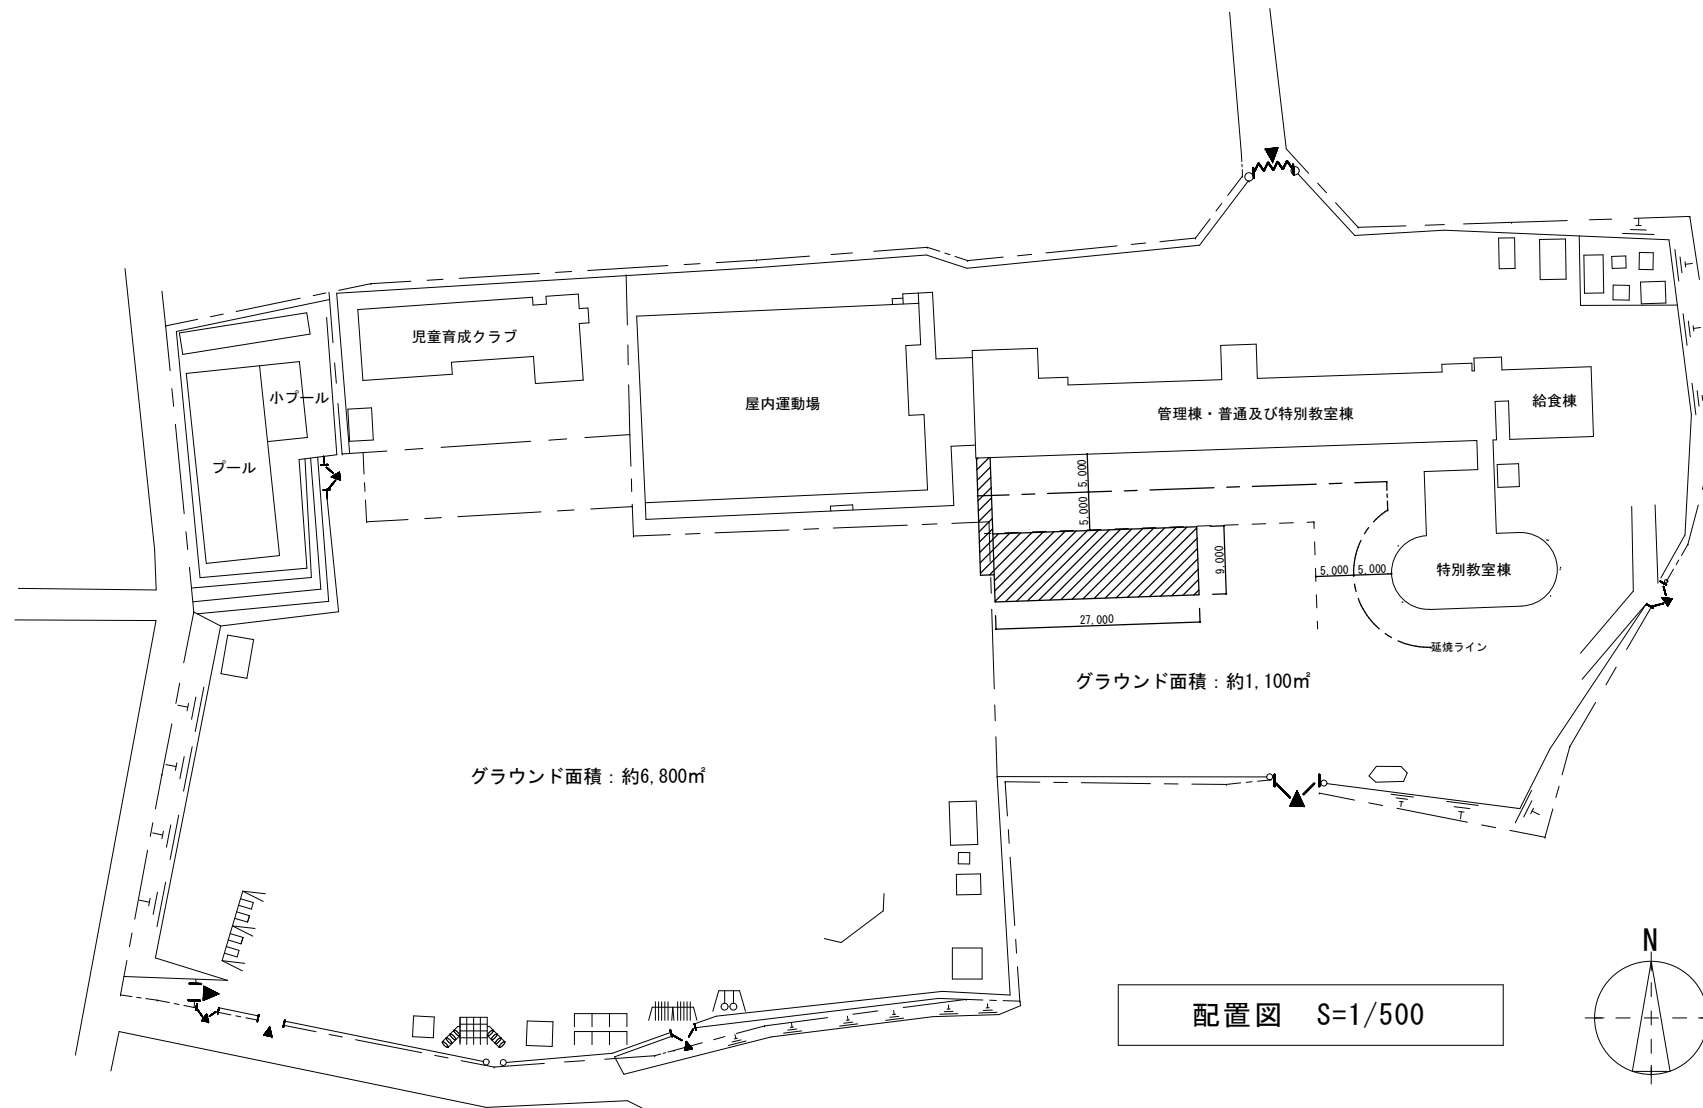 児童育成クラブ
小プール
プール
屋内運動場
管理棟・普通及び特別教室棟
給食棟
5,000
5,000
9,000
27,000
5,000
5,000
特別教室棟
延焼ライン
グラウンド面積：約1,100㎡
グラウンド面積：約6,800㎡
N
配置図　S=1/500